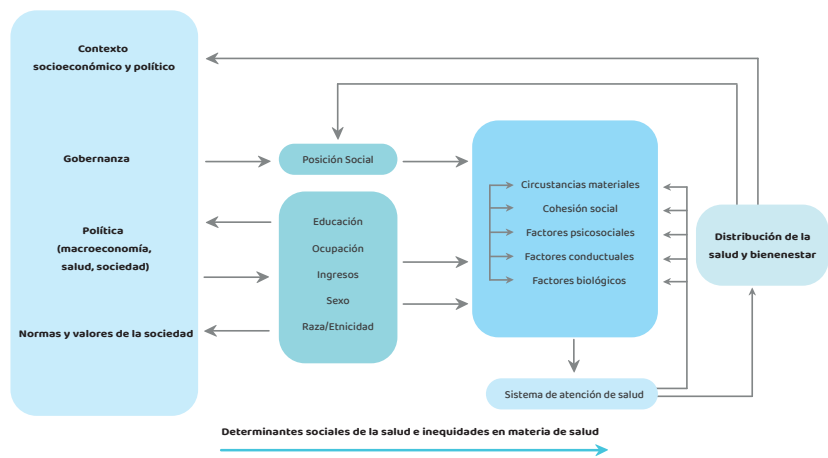 Contexto
socioeconómico y político
Gobernanza
Política
(macroeconomía,
salud, sociedad)
Normas y valores de la sociedad
Posición Social
Educación
Ocupación
Ingresos
Sexo
Raza/Etnicidad
Circustancias materiales
Cohesión social
Factores psicosociales
Factores conductuales
Factores biológicos
Sistema de atención de salud
Distribución de la
salud y bienenestar
Determinantes sociales de la salud e inequidades en materia de salud